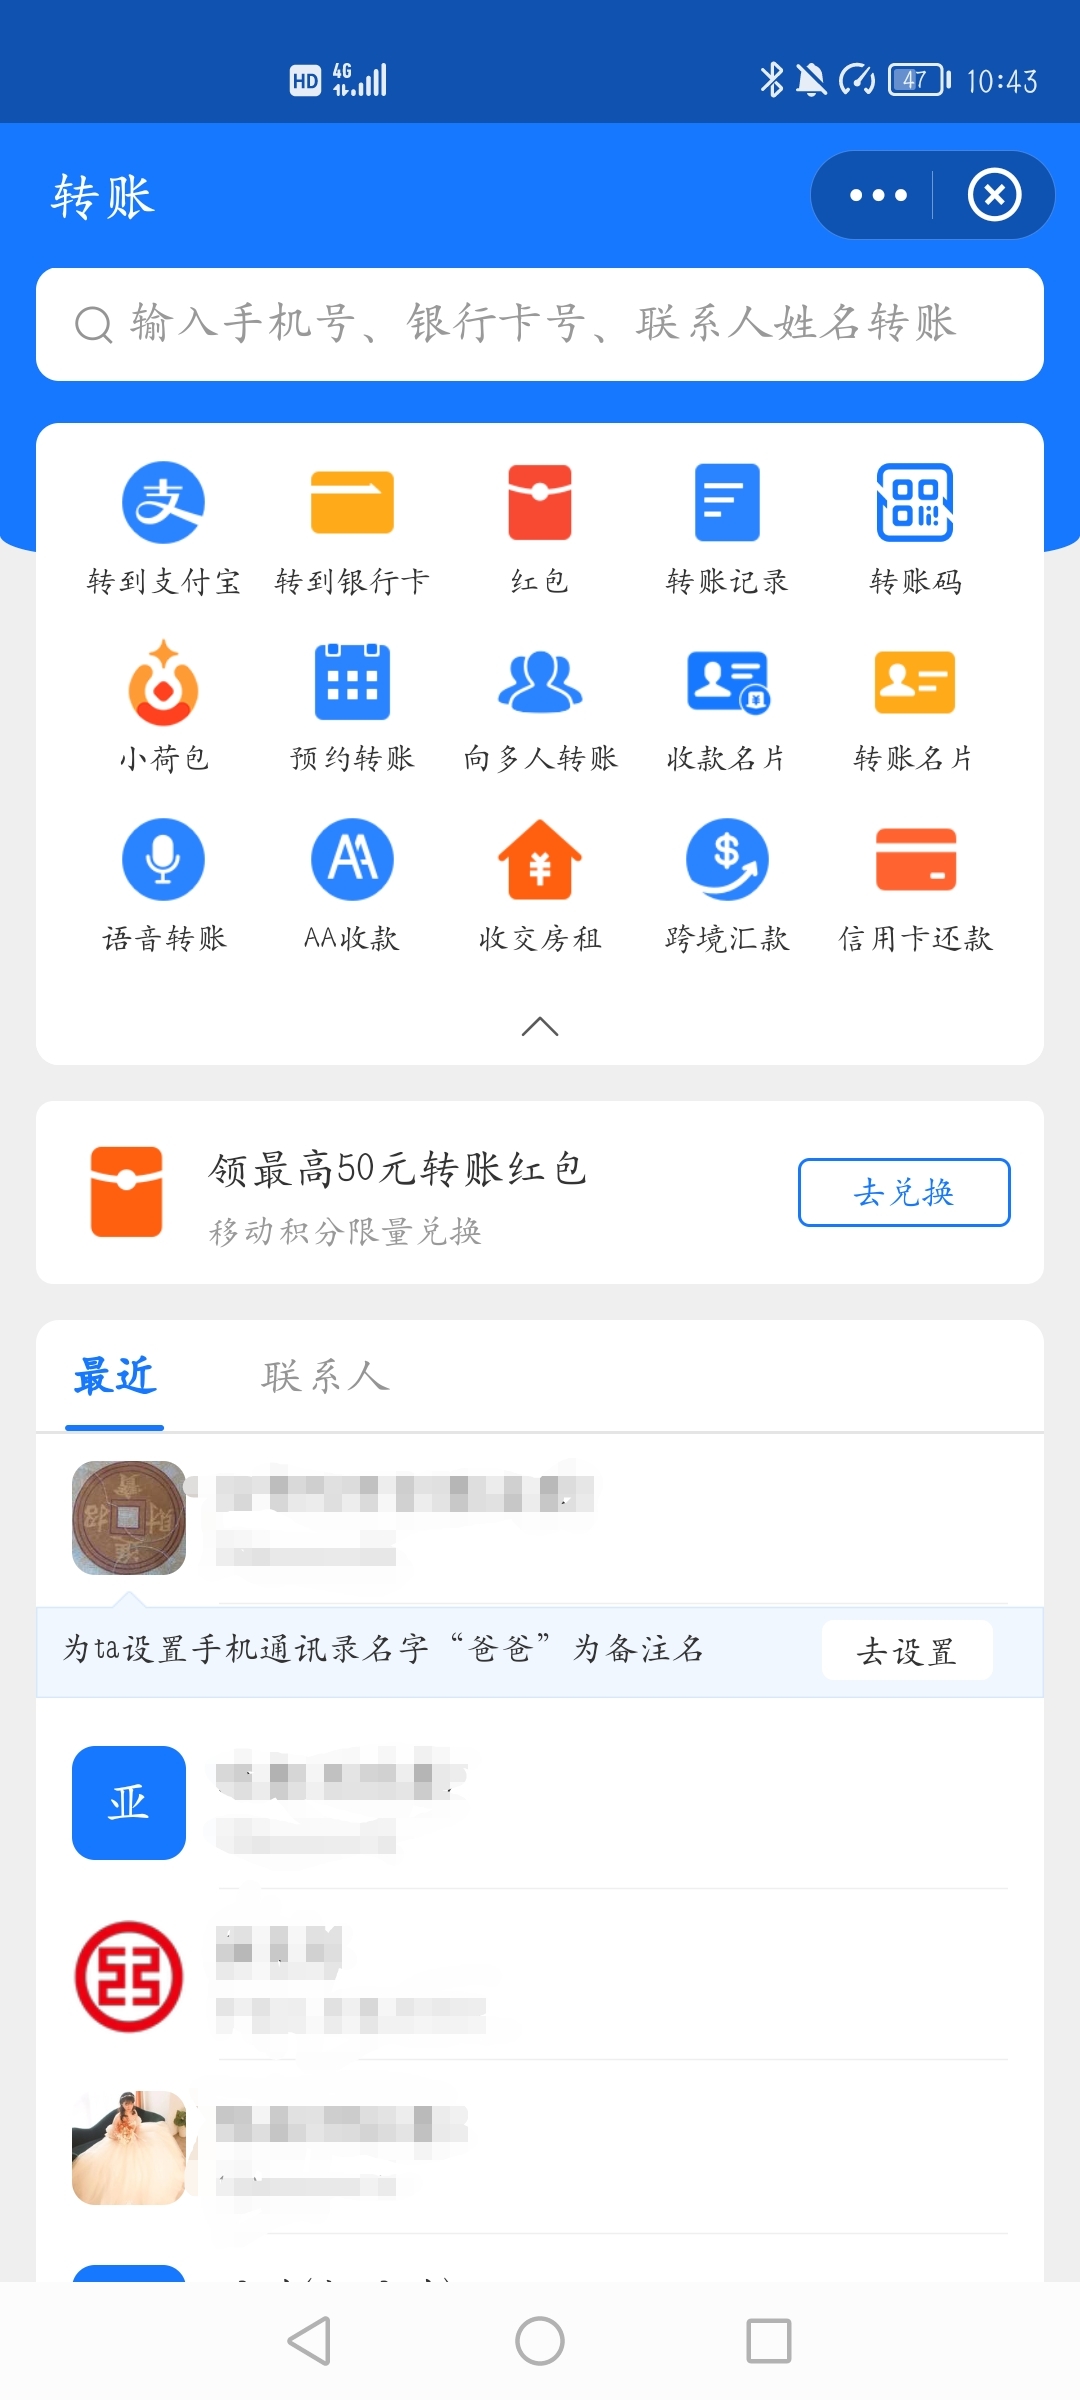 HD 4G 47 10:43
转账
输入手机号、银行卡号、联系人姓名转账
转到支付宝 转到银行卡 红包 转账记录 转账码
小荷包 预约转账 向多人转账 收款名片 转账名片
语音转账 AA收款 收交房租 跨境汇款 信用卡还款
领最高50元转账红包
移动积分限量兑换
去兑换
最近 联系人
为ta设置手机通讯录名字“爸爸”为备注名
去设置
亚